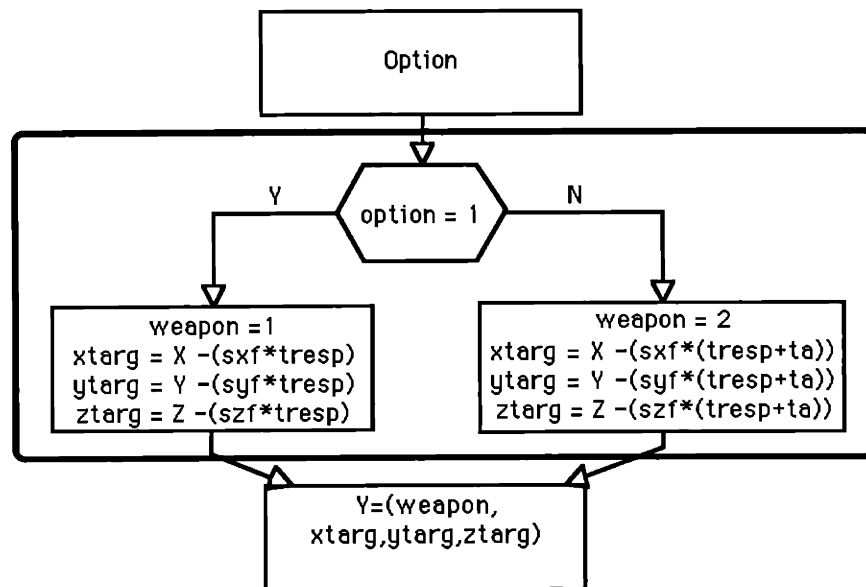 Option
Y
option = 1
N
weapon =1
xtarg = X -(sxf*tresp)
ytarg = Y -(syf*tresp)
ztarg = Z -(szf*tresp)
weapon = 2
xtarg = X -(sxf*(tresp+ta))
ytarg = Y -(syf*(tresp+ta))
ztarg = Z -(szf*(tresp+ta))
Y=(weapon,
xtarg,ytarg,ztarg)